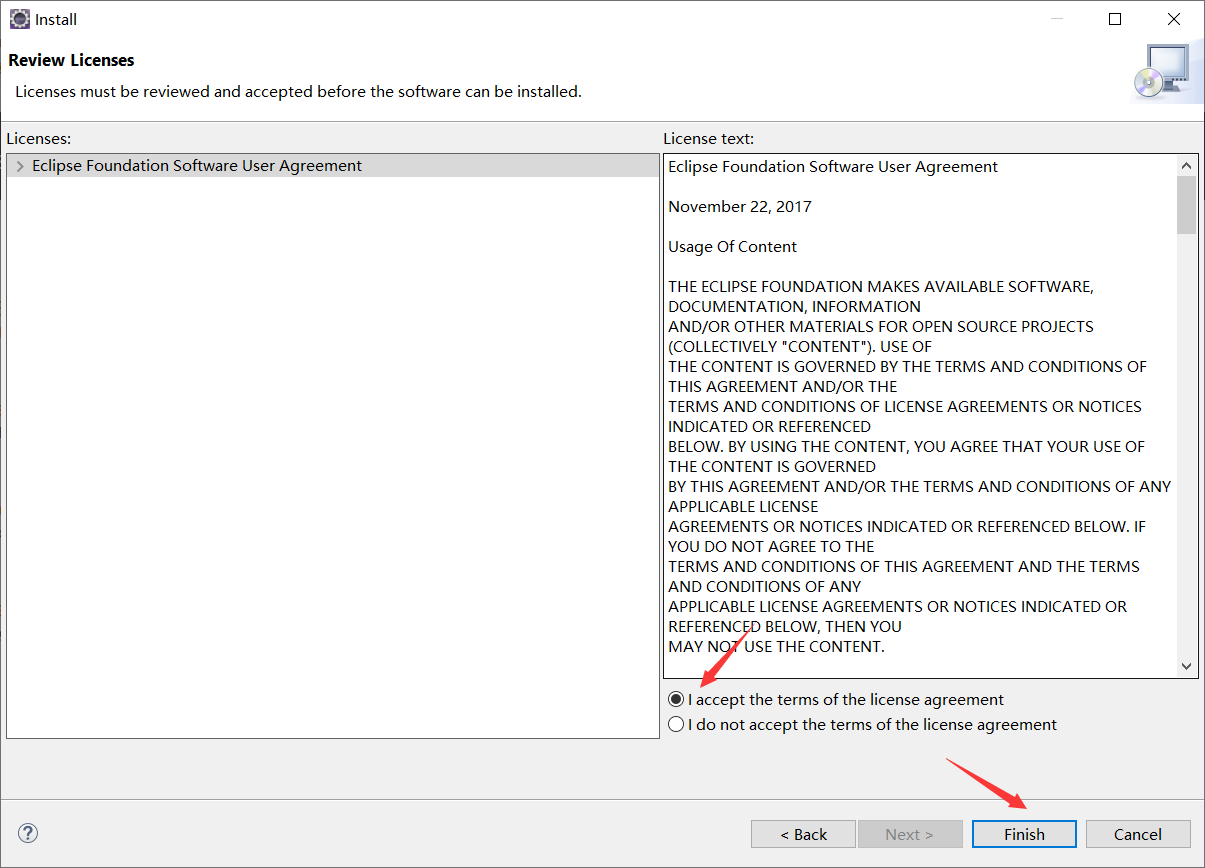 Install
Review Licenses
Licenses must be reviewed and accepted before the software can be installed.
Licenses:
Eclipse Foundation Software User Agreement
License text:
Eclipse Foundation Software User Agreement
November 22, 2017
Usage Of Content
THE ECLIPSE FOUNDATION MAKES AVAILABLE SOFTWARE,
DOCUMENTATION, INFORMATION
AND/OR OTHER MATERIALS FOR OPEN SOURCE PROJECTS
(COLLECTIVELY "CONTENT"). USE OF
THE CONTENT IS GOVERNED BY THE TERMS AND CONDITIONS OF
THIS AGREEMENT AND/OR THE
TERMS AND CONDITIONS OF LICENSE AGREEMENTS OR NOTICES
INDICATED OR REFERENCED
BELOW. BY USING THE CONTENT, YOU AGREE THAT YOUR USE OF
THE CONTENT IS GOVERNED
BY THIS AGREEMENT AND/OR THE TERMS AND CONDITIONS OF ANY
APPLICABLE LICENSE
AGREEMENTS OR NOTICES INDICATED OR REFERENCED BELOW. IF
YOU DO NOT AGREE TO THE
TERMS AND CONDITIONS OF THIS AGREEMENT AND THE TERMS
AND CONDITIONS OF ANY
APPLICABLE LICENSE AGREEMENTS OR NOTICES INDICATED OR
REFERENCED BELOW, THEN YOU
MAY NOT USE THE CONTENT.
I accept the terms of the license agreement
I do not accept the terms of the license agreement
?
< Back
Next >
Finish
Cancel